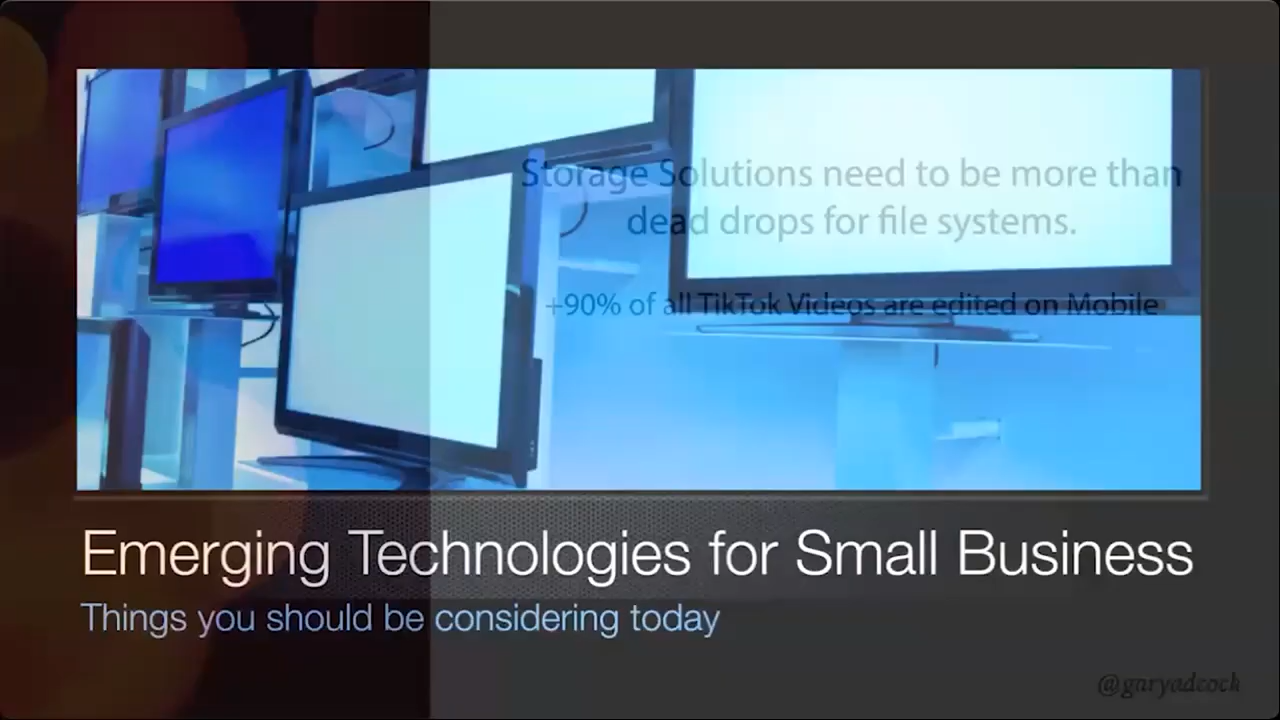 Storage Solutions need to be more than
dead drops for file systems.
+90% of all TikTok Videos are edited on Mobile
Emerging Technologies for Small Business
Things you should be considering today
@garyadcock